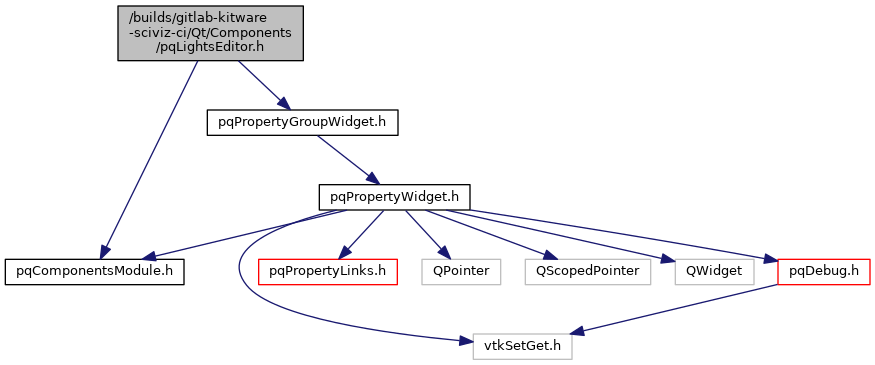 /builds/gitlab-kitware
-sciviz-ci/Qt/Components
/pqLightsEditor.h
pqPropertyGroupWidget.h
pqPropertyWidget.h
pqComponentsModule.h
pqPropertyLinks.h
QPointer
QScopedPointer
QWidget
pqDebug.h
vtkSetGet.h